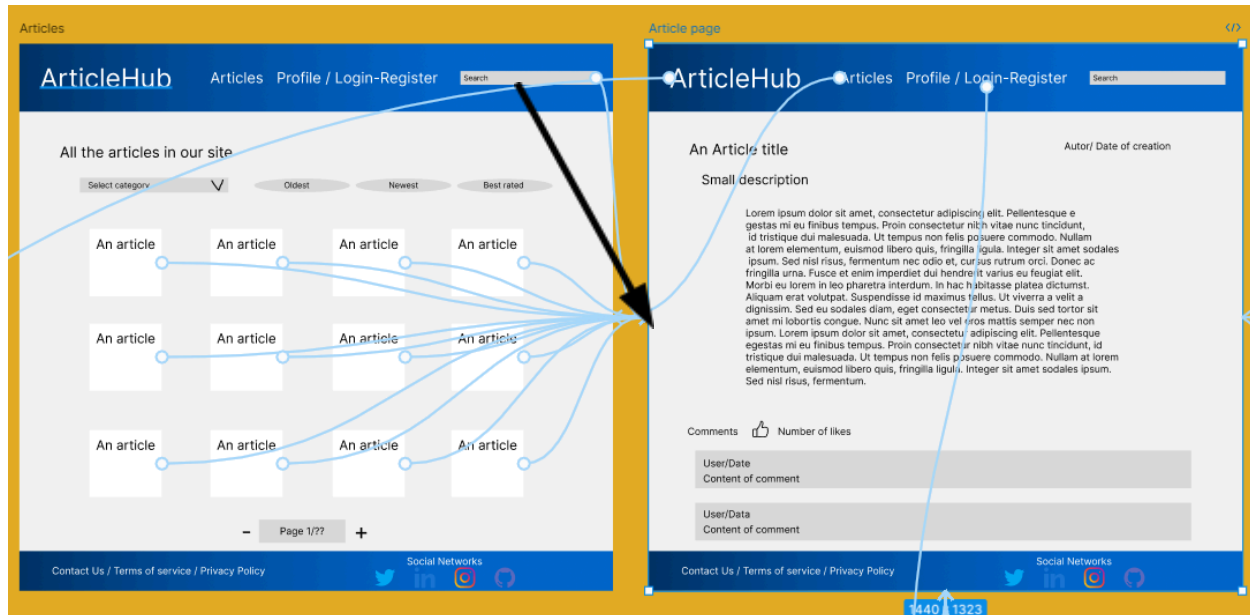 Articles
ArticleHub
Articles Profile / Login-Register
Search
All the articles in our site
Select category
Oldest
Newest
Best rated
An article
An article
An article
An article
An article
An article
An article
An article
An article
An article
An article
An article
- Page 1/?? +
Contact Us / Terms of service / Privacy Policy
Social Networks
in
Article page
</>
ArticleHub
Articles Profile / Login-Register
Search
An Article title
Autor/ Date of creation
Small description
Lorem ipsum dolor sit amet, consectetur adipiscing elit. Pellentesque e
gestas mi eu finibus tempus. Proin consectetur nibh vitae nunc tincidunt,
id tristique dui malesuada. Ut tempus non felis posuere commodo. Nullam
at lorem elementum, euismod libero quis, fringilla ligula. Integer sit amet sodales
ipsum. Sed nisl risus, fermentum nec odio et, cursus rutrum orci. Donec ac
fringilla urna. Fusce et enim imperdiet dui hendrerit varius eu feugiat elit.
Morbi eu lorem in leo pharetra interdum. In hac habitasse platea dictumst.
Aliquam erat volutpat. Suspendisse id maximus tellus. Ut viverra a velit a
dignissim. Sed eu sodales diam, eget consectetur metus. Duis sed tortor sit
amet mi lobortis congue. Nunc sit amet leo vel eros mattis semper nec non
ipsum. Lorem ipsum dolor sit amet, consectetur adipiscing elit. Pellentesque
egestas mi eu finibus tempus. Proin consectetur nibh vitae nunc tincidunt, id
tristique dui malesuada. Ut tempus non felis posuere commodo. Nullam at lorem
elementum, euismod libero quis, fringilla ligula. Integer sit amet sodales ipsum.
Sed nisl risus, fermentum.
Comments
Number of likes
User/Date
Content of comment
User/Data
Content of comment
Contact Us / Terms of service / Privacy Policy
Social Networks
in
1440 x 1323